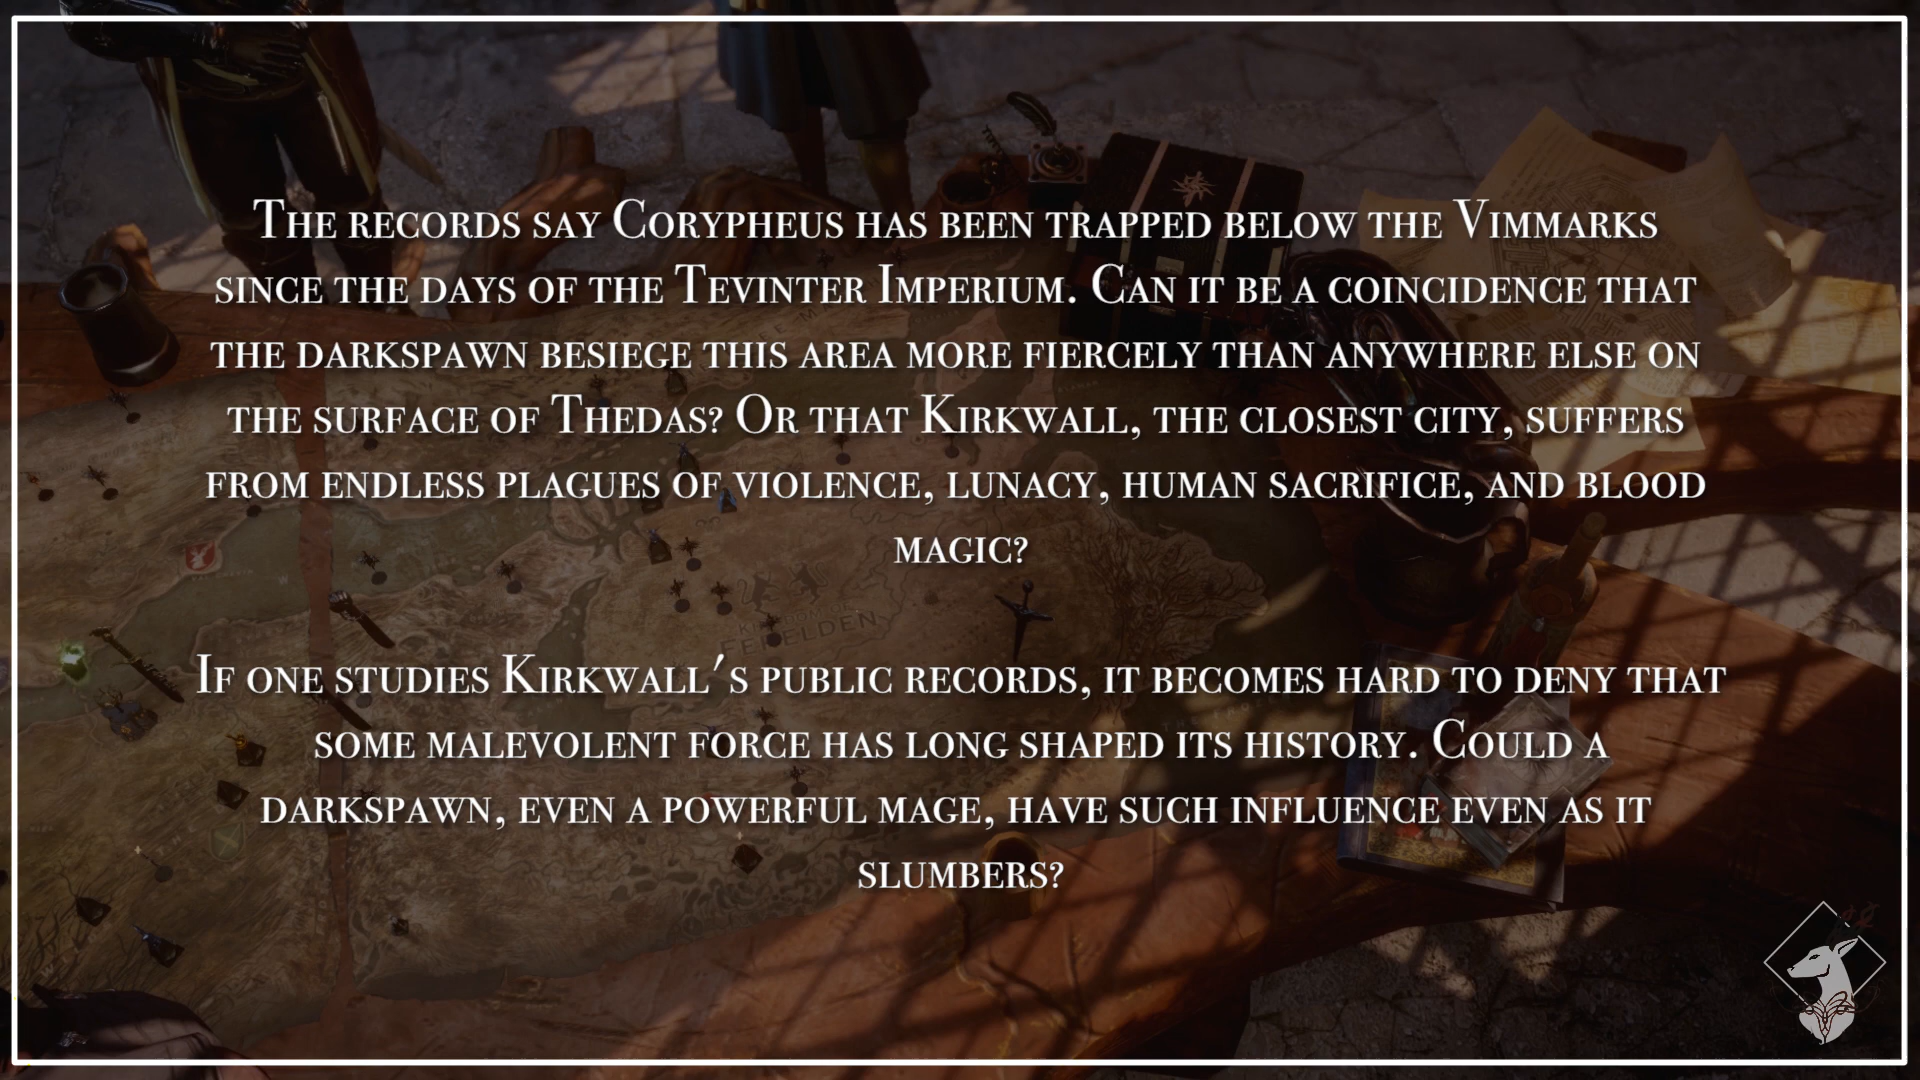 The records say Corypheus has been trapped below the Vimmarks
since the days of the Tevinter Imperium. Can it be a coincidence that
the darkspawn besiege this area more fiercely than anywhere else on
the surface of Thedas? Or that Kirkwall, the closest city, suffers
from endless plagues of violence, lunacy, human sacrifice, and blood
magic?
If one studies Kirkwall's public records, it becomes hard to deny that
some malevolent force has long shaped its history. Could a
darkspawn, even a powerful mage, have such influence even as it
slumbers?
FERELDEN